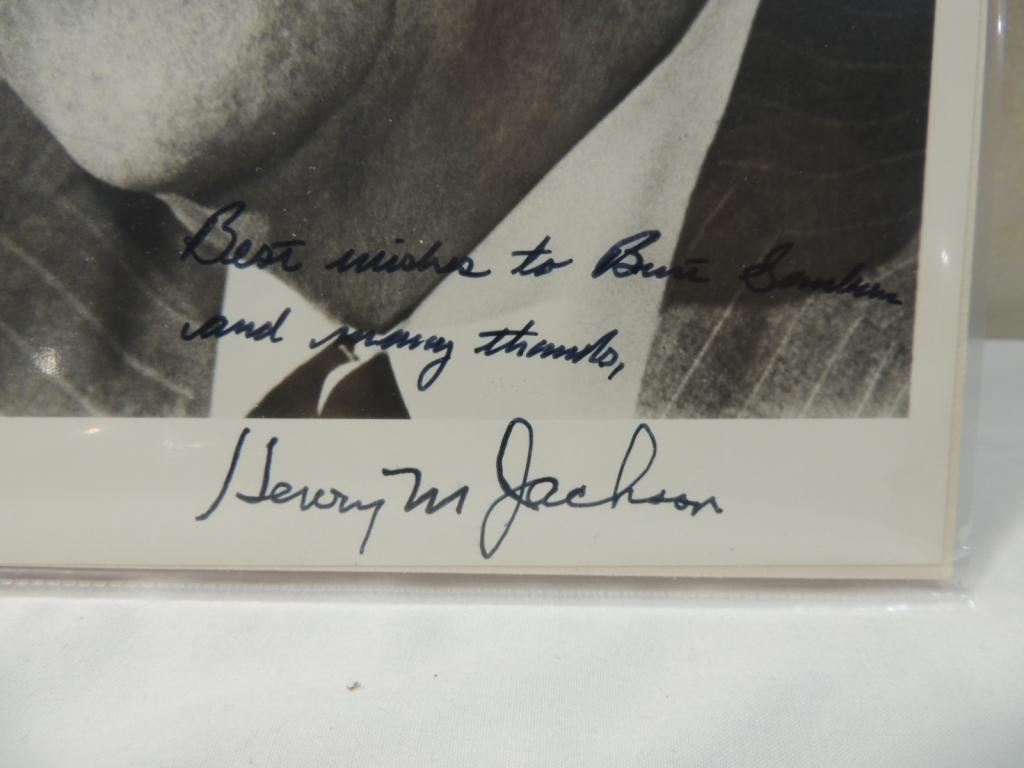 Best wishes to Burt
and many thanks,
Henry M Jackson